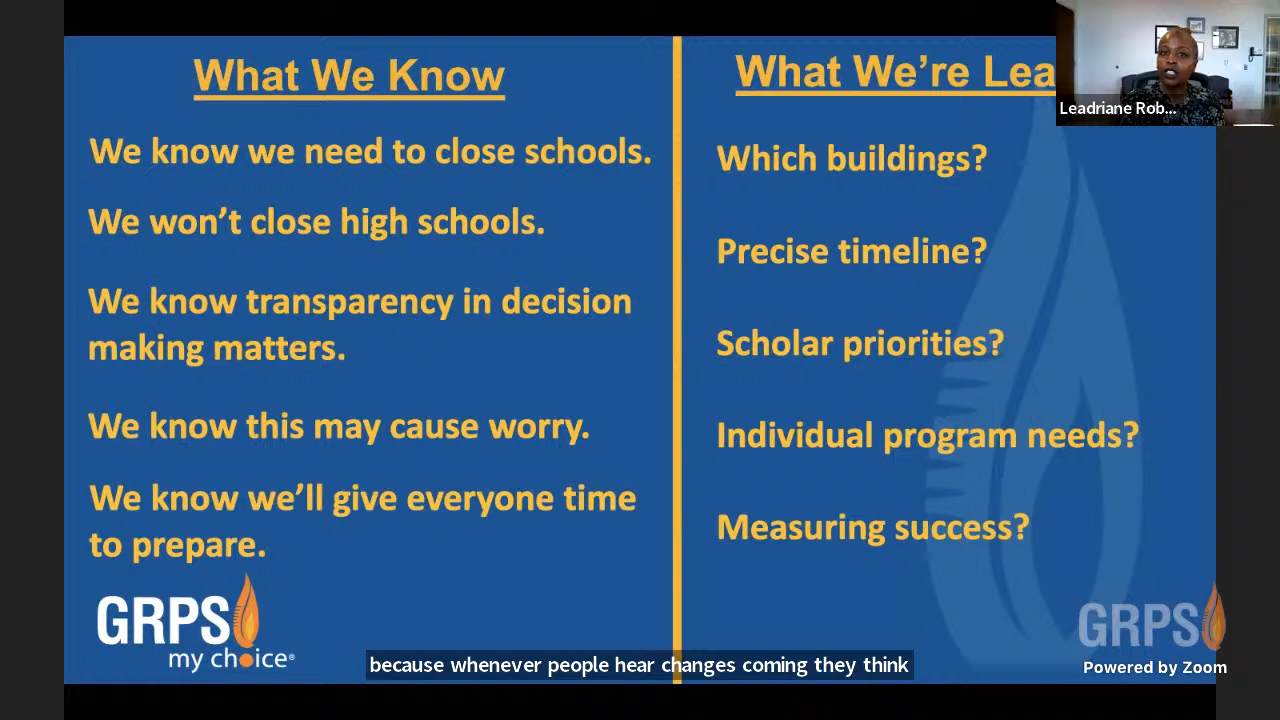 What We Know
We know we need to close schools.
We won't close high schools.
We know transparency in decision
making matters.
We know this may cause worry.
We know we'll give everyone time
to prepare.
GRPS
my choice®
What We're Lea
Which buildings?
Precise timeline?
Scholar priorities?
Individual program needs?
Measuring success?
Leadriane Rob...
because whenever people hear changes coming they think
GRPS
Powered by Zoom